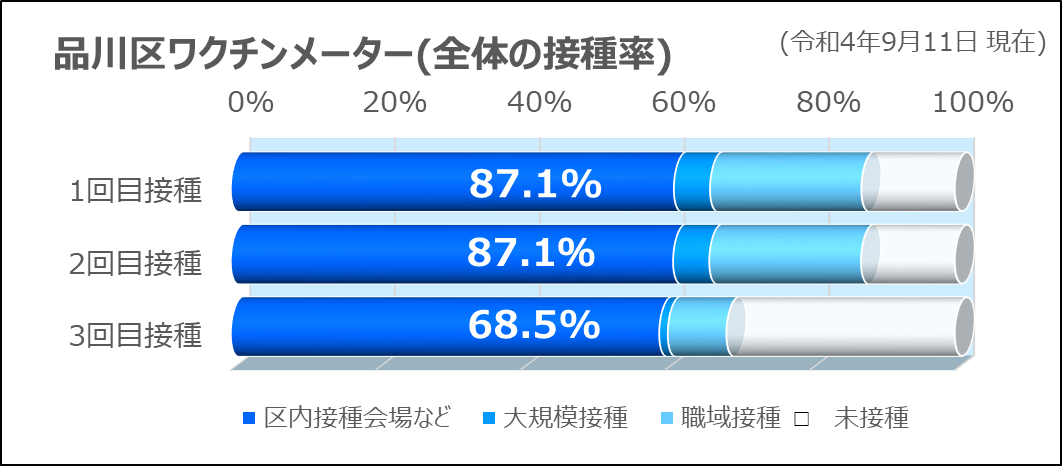 品川区ワクチンメーター(全体の接種率)
(令和4年9月11日 現在)
0% 20% 40% 60% 80% 100%
1回目接種 87.1%
2回目接種 87.1%
3回目接種 68.5%
区内接種会場など 大規模接種 職域接種 未接種